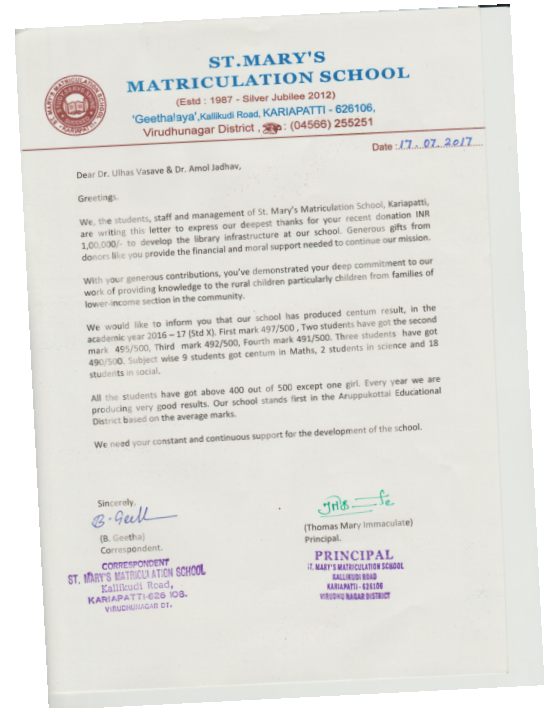 ST.MARY'S
MATRICULATION SCHOOL
(Estd : 1987 - Silver Jubilee 2012)
'Geethalaya',Kallikudi Road, KARIAPATTI - 626106,
Virudhunagar District , : (04566) 255251
Date : 17.07.2017
Dear Dr. Ulhas Vasave & Dr. Amol Jadhav,
Greetings.
We, the students, staff and management of St. Mary's Matriculation School, Kariapatti,
are writing this letter to express our deepest thanks for your recent donation INR
1,00,000/- to develop the library infrastructure at our school. Generous gifts from
donors like you provide the financial and moral support needed to continue our mission.
With your generous contributions, you've demonstrated your deep commitment to our
work of providing knowledge to the rural children particularly children from families of
lower-income section in the community.
We would like to inform you that our school has produced centum result, in the
academic year 2016 – 17 (Std X). First mark 497/500 , Two students have got the second
mark 495/500, Third mark 492/500, Fourth mark 491/500. Three students have got
490/500. Subject wise 9 students got centum in Maths, 2 students in science and 18
students in social.
All the students have got above 400 out of 500 except one girl. Every year we are
producing very good results. Our school stands first in the Aruppukottai Educational
District based on the average marks.
We need your constant and continuous support for the development of the school.
Sincerely,
B. Geeth
(B. Geetha)
Correspondent.
CORRESPONDENT
ST. MARY'S MATRICULATION SCHOOL
Kallikudi Road,
KARIAPATTI-626 106.
VIRUDHUNAGAR DT.
(Thomas Mary Immaculate)
Principal.
PRINCIPAL
ST. MARY'S MATRICULATION SCHOOL
KALLIKUDI ROAD
KARIAPATTI - 626106
VIRUDHU NAGAR DISTRICT